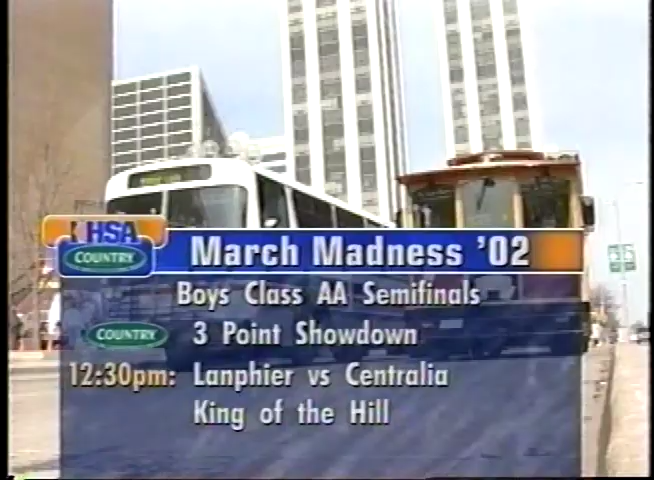 IHSA
COUNTRY
March Madness '02
Boys Class AA Semifinals
COUNTRY
3 Point Showdown
12:30pm: Lanphier vs Centralia
King of the Hill